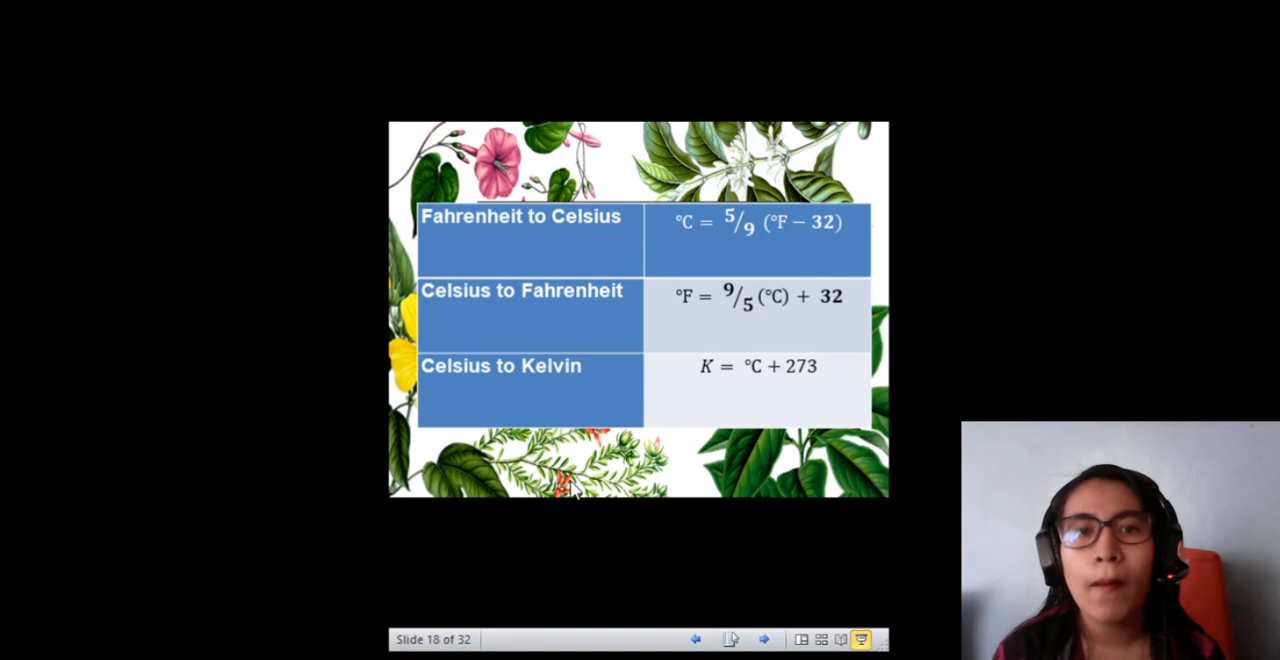 Fahrenheit to Celsius
℃ = 5/9 (℉ − 32)
Celsius to Fahrenheit
℉ = 9/5 (℃) + 32
Celsius to Kelvin
K = ℃ + 273
Slide 18 of 32